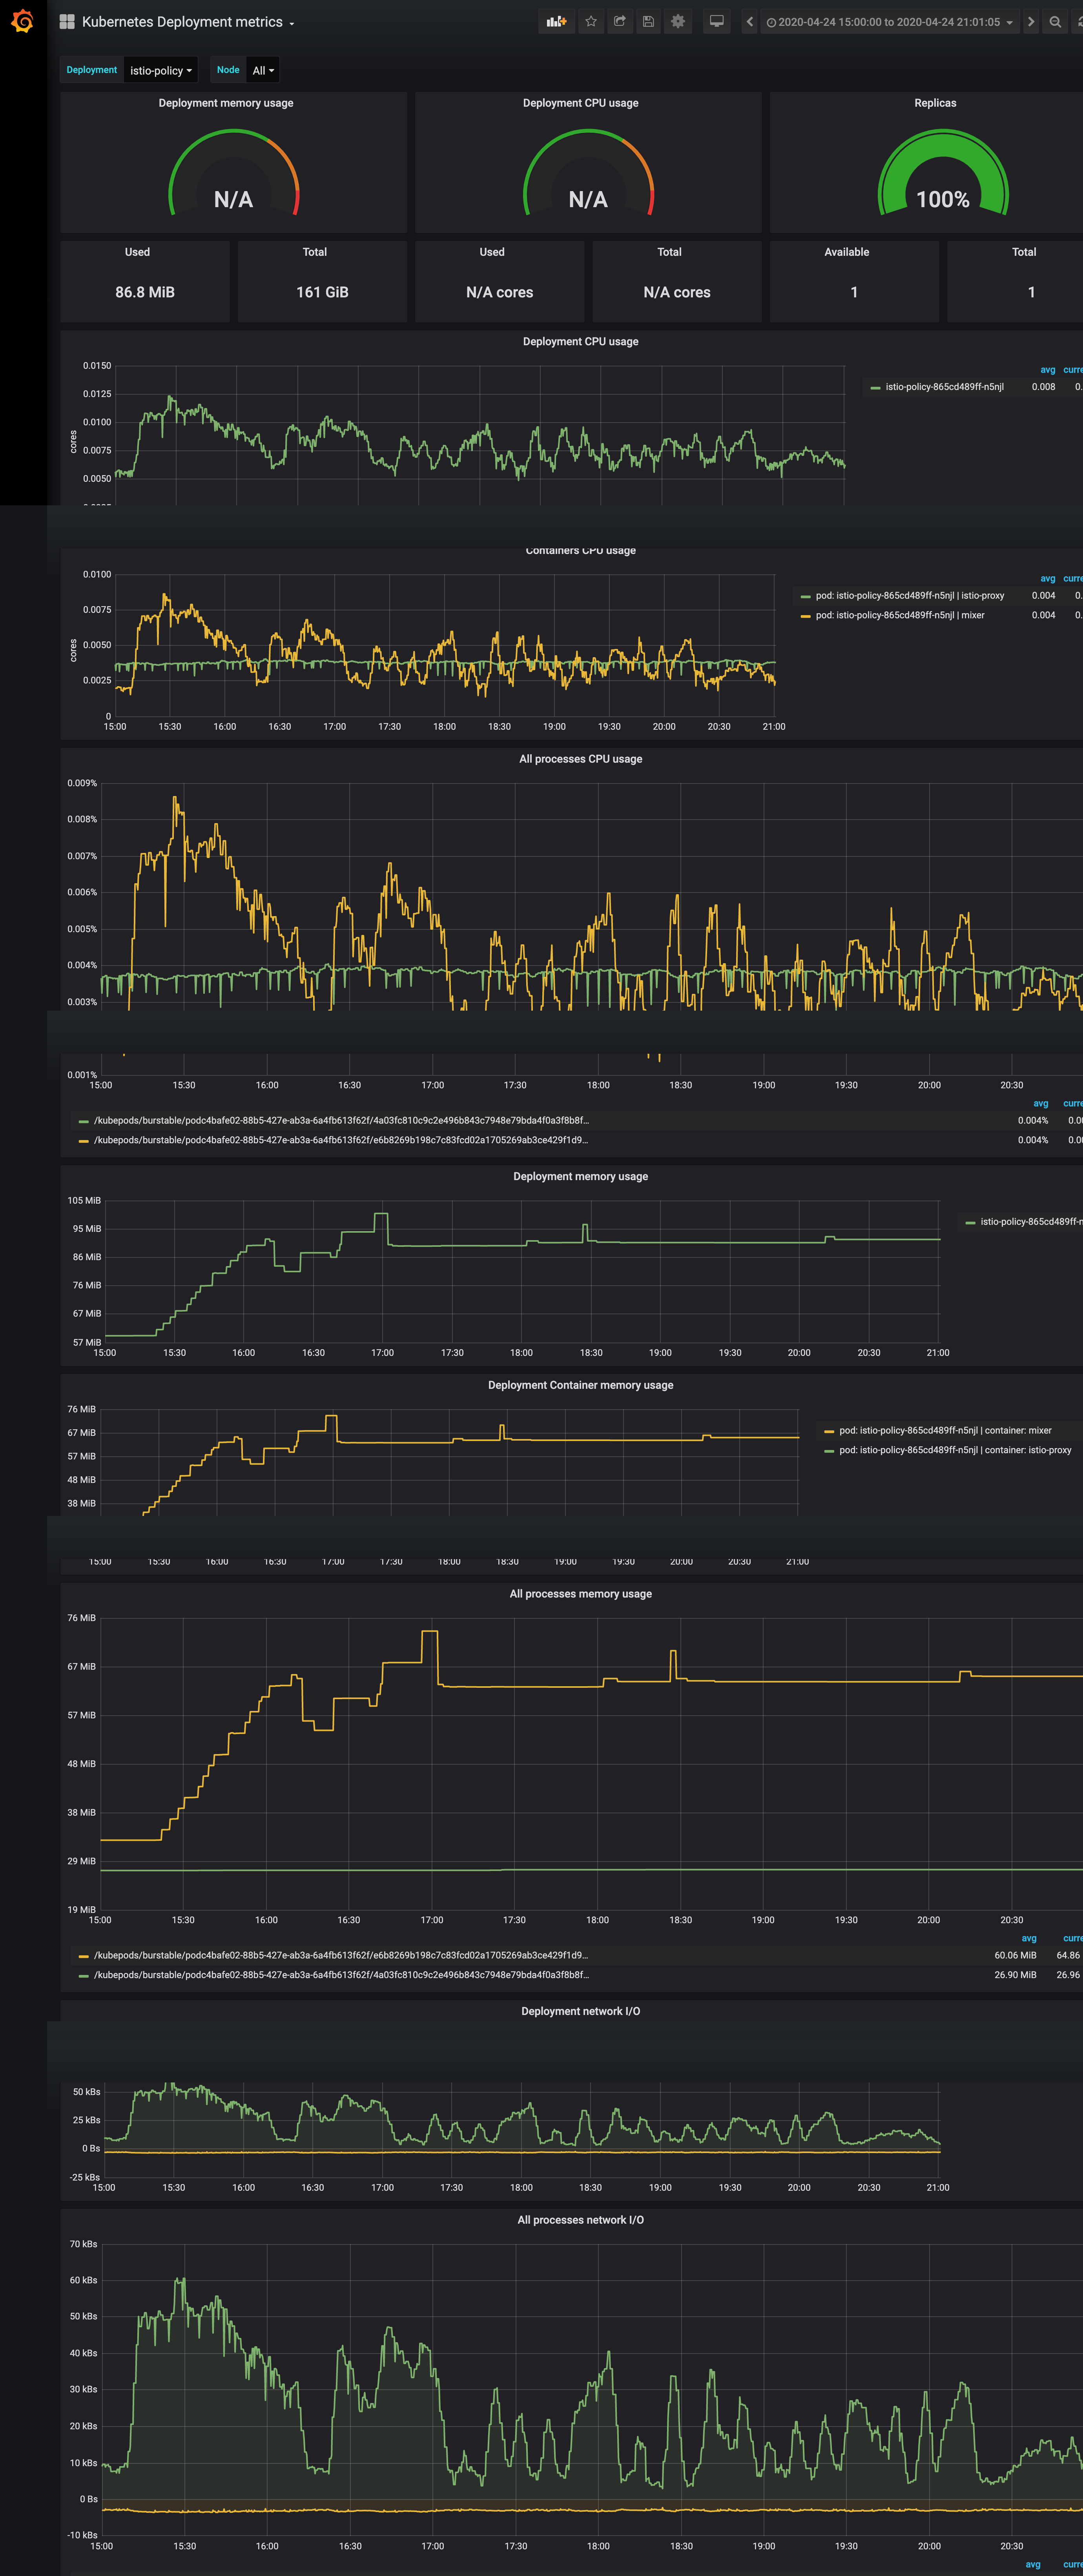 Kubernetes Deployment metrics
2020-04-24 15:00:00 to 2020-04-24 21:01:05
Deployment istio-policy Node All
Deployment memory usage Deployment CPU usage Replicas
N/A N/A 100%
Used Total Used Total Available Total
86.8 MiB 161 GiB N/A cores N/A cores 1 1
Deployment CPU usage
0.0150
0.0125
0.0100
0.0075
0.0050
cores
avg curre
istio-policy-865cd489ff-n5njl 0.008 0.
Containers CPU usage
0.0100
0.0075
0.0050
0.0025
0
cores
15:00 15:30 16:00 16:30 17:00 17:30 18:00 18:30 19:00 19:30 20:00 20:30 21:00
avg curre
pod: istio-policy-865cd489ff-n5njl | istio-proxy 0.004 0.
pod: istio-policy-865cd489ff-n5njl | mixer 0.004 0.
All processes CPU usage
0.009%
0.008%
0.007%
0.006%
0.005%
0.004%
0.003%
0.001%
15:00 15:30 16:00 16:30 17:00 17:30 18:00 18:30 19:00 19:30 20:00 20:30
avg curre
/kubepods/burstable/podc4bafe02-88b5-427e-ab3a-6a4fb613f62f/4a03fc810c9c2e496b843c7948e79bda4f0a3f8b8f... 0.004% 0.00
/kubepods/burstable/podc4bafe02-88b5-427e-ab3a-6a4fb613f62f/e6b8269b198c7c83fcd02a1705269ab3ce429f1d9... 0.004% 0.00
Deployment memory usage
105 MiB
95 MiB
86 MiB
76 MiB
67 MiB
57 MiB
15:00 15:30 16:00 16:30 17:00 17:30 18:00 18:30 19:00 19:30 20:00 20:30 21:00
istio-policy-865cd489ff-n
Deployment Container memory usage
76 MiB
67 MiB
57 MiB
48 MiB
38 MiB
15:00 15:30 16:00 16:30 17:00 17:30 18:00 18:30 19:00 19:30 20:00 20:30 21:00
pod: istio-policy-865cd489ff-n5njl | container: mixer
pod: istio-policy-865cd489ff-n5njl | container: istio-proxy
All processes memory usage
76 MiB
67 MiB
57 MiB
48 MiB
38 MiB
29 MiB
19 MiB
15:00 15:30 16:00 16:30 17:00 17:30 18:00 18:30 19:00 19:30 20:00 20:30
avg curre
/kubepods/burstable/podc4bafe02-88b5-427e-ab3a-6a4fb613f62f/e6b8269b198c7c83fcd02a1705269ab3ce429f1d9... 60.06 MiB 64.86
/kubepods/burstable/podc4bafe02-88b5-427e-ab3a-6a4fb613f62f/4a03fc810c9c2e496b843c7948e79bda4f0a3f8b8f... 26.90 MiB 26.96
Deployment network I/O
50 kBs
25 kBs
0 Bs
-25 kBs
15:00 15:30 16:00 16:30 17:00 17:30 18:00 18:30 19:00 19:30 20:00 20:30 21:00
All processes network I/O
70 kBs
60 kBs
50 kBs
40 kBs
30 kBs
20 kBs
10 kBs
0 Bs
-10 kBs
15:00 15:30 16:00 16:30 17:00 17:30 18:00 18:30 19:00 19:30 20:00 20:30
avg curre